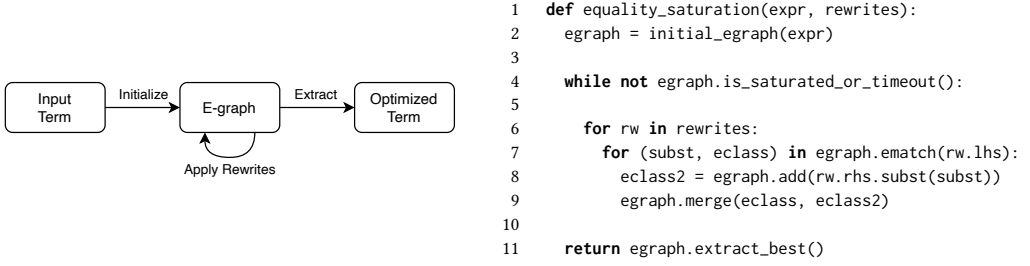 Input
Term
Initialize
E-graph
Extract
Optimized
Term
Apply Rewrites
1 def equality_saturation(expr, rewrites):
2 egraph = initial_egraph(expr)
3
4 while not egraph.is_saturated_or_timeout():
5
6 for rw in rewrites:
7 for (subst, eclass) in egraph.ematch(rw.lhs):
8 eclass2 = egraph.add(rw.rhs.subst(subst))
9 egraph.merge(eclass, eclass2)
10
11 return egraph.extract_best()